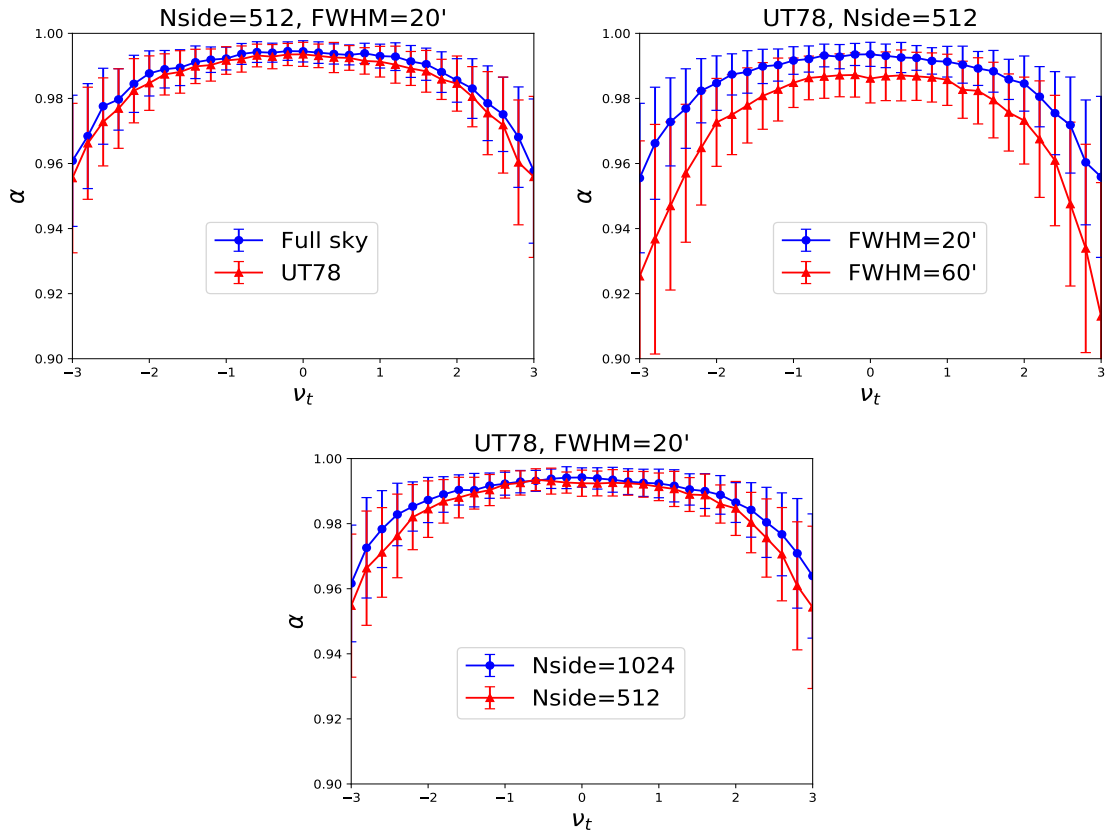 Nside=512, FWHM=20'
1.00
0.98
0.96
0.94
0.92
0.90
α
Full sky
UT78
−3
−2
−1
0
1
2
3
ν_t
UT78, Nside=512
1.00
0.98
0.96
0.94
0.92
0.90
α
FWHM=20'
FWHM=60'
−3
−2
−1
0
1
2
3
ν_t
UT78, FWHM=20'
1.00
0.98
0.96
0.94
0.92
0.90
α
Nside=1024
Nside=512
−3
−2
−1
0
1
2
3
ν_t